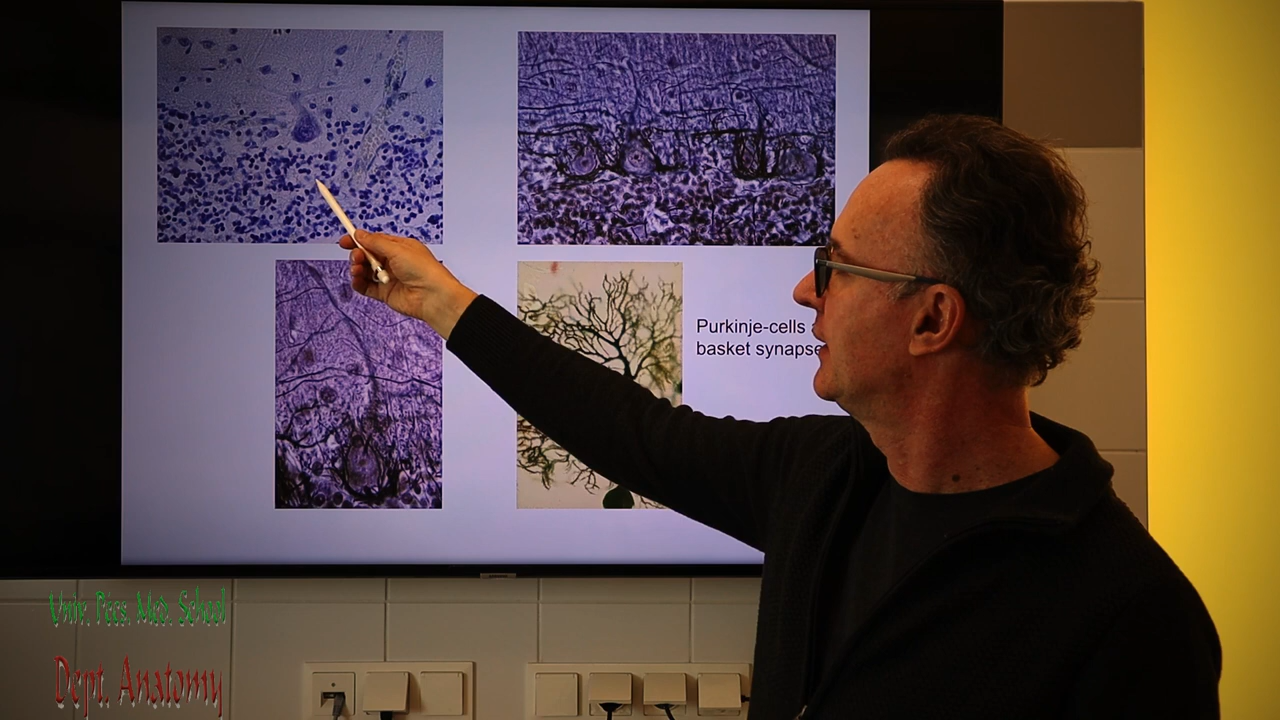 Purkinje-cells
basket synapse
Univ. Pecs. Med. School
Dept. Anatomy